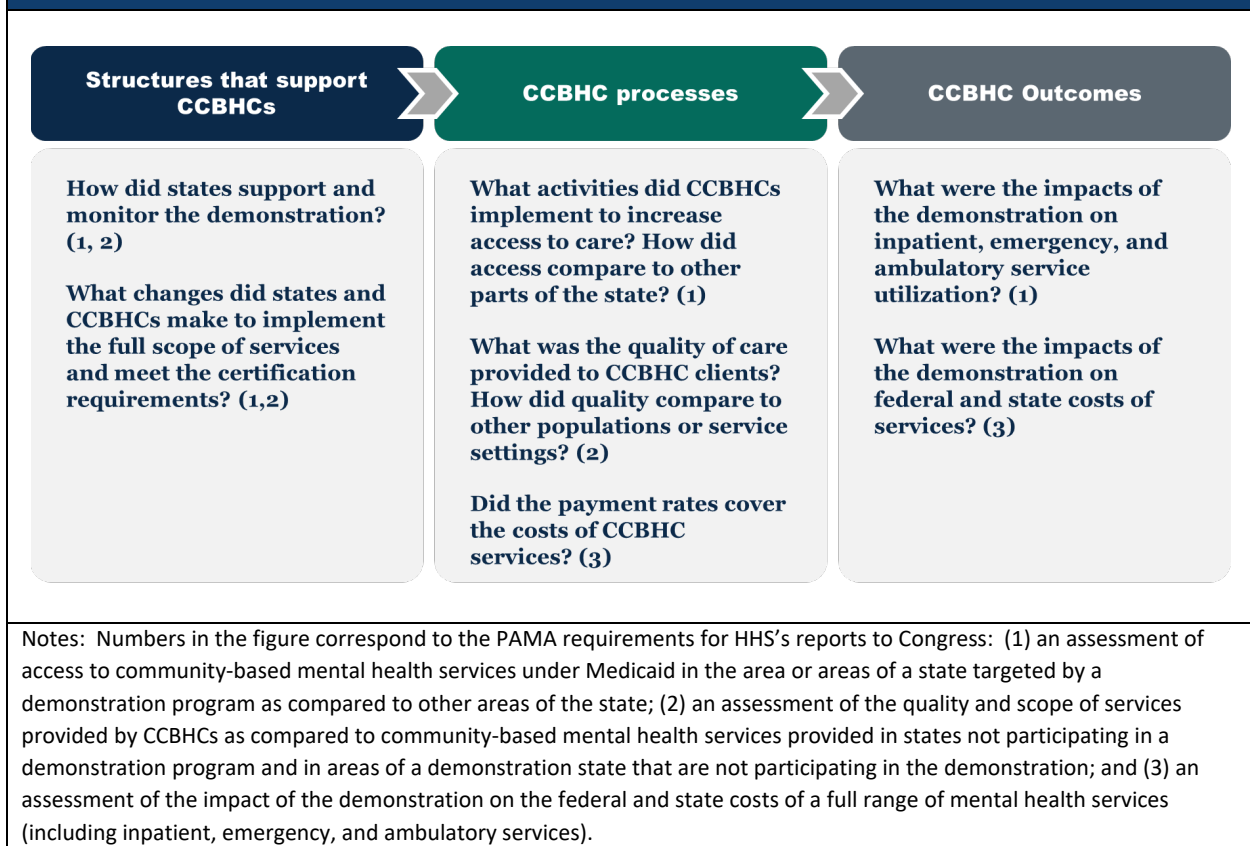 Structures that support
CCBHCs
CCBHC processes
CCBHC Outcomes
How did states support and
monitor the demonstration?
(1, 2)
What changes did states and
CCBHCs make to implement
the full scope of services
and meet the certification
requirements? (1,2)
What activities did CCBHCs
implement to increase
access to care? How did
access compare to other
parts of the state? (1)
What was the quality of care
provided to CCBHC clients?
How did quality compare to
other populations or service
settings? (2)
Did the payment rates cover
the costs of CCBHC
services? (3)
What were the impacts of
the demonstration on
inpatient, emergency, and
ambulatory service
utilization? (1)
What were the impacts of
the demonstration on
federal and state costs of
services? (3)
Notes: Numbers in the figure correspond to the PAMA requirements for HHS's reports to Congress: (1) an assessment of
access to community-based mental health services under Medicaid in the area or areas of a state targeted by a
demonstration program as compared to other areas of the state; (2) an assessment of the quality and scope of services
provided by CCBHCs as compared to community-based mental health services provided in states not participating in a
demonstration program and in areas of a demonstration state that are not participating in the demonstration; and (3) an
assessment of the impact of the demonstration on the federal and state costs of a full range of mental health services
(including inpatient, emergency, and ambulatory services).